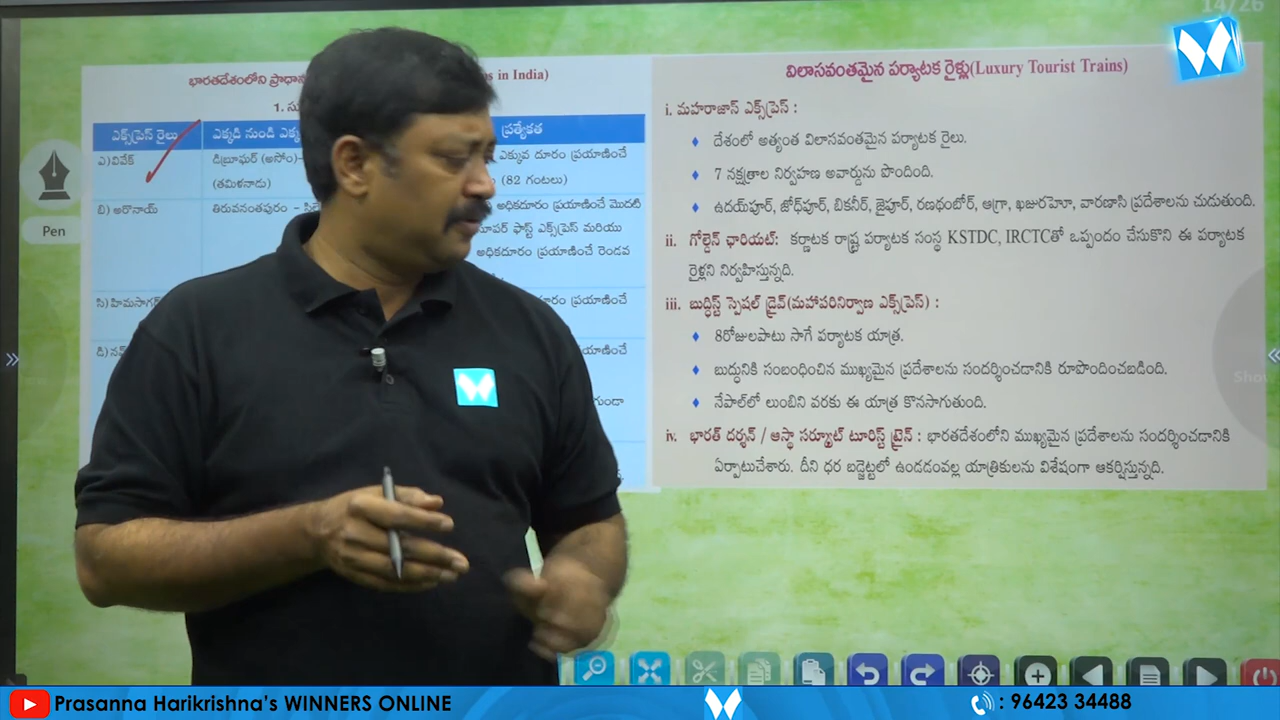 14/26
భారతదేశంలోని
in India)
1.
ఎక్స్‌ప్రెస్ రైలు ఎక్కడి నుండి ప్రత్యేకత
ఎ)వివేక్ డిబ్రూఘర్ (అసోం)- ఎక్కువ దూరం ప్రయాణించే
(తమిళనాడు) (82 గంటలు)
బి) అరొనాయ్ తిరువనంతపురం – అధికదూరం ప్రయాణించే మొదటి
సూపర్ ఫాస్ట్ ఎక్స్‌ప్రెస్ మరియు
అధికదూరం ప్రయాణించే రెండవ
సి)హిమసాగర్ ప్రయాణించే
డి)
Pen
విలాసవంతమైన పర్యాటక రైళ్లు(Luxury Tourist Trains)
i. మహరాజాస్ ఎక్స్‌ప్రెస్ :
♦ దేశంలో అత్యంత విలాసవంతమైన పర్యాటక రైలు.
♦ 7 నక్షత్రాల నిర్వహణ అవార్డును పొందింది.
♦ ఉదయ్‌పూర్, జోధ్‌పూర్, బికనీర్, జైపూర్, రణథంబోర్, ఆగ్రా, ఖజురహెూ, వారణాసి ప్రదేశాలను చుడుతుంది.
ii. గోల్డెన్ ఛారియట్: కర్ణాటక రాష్ట్ర పర్యాటక సంస్థ KSTDC, IRCTCతో ఒప్పందం చేసుకొని ఈ పర్యాటక
రైళ్లని నిర్వహిస్తున్నది.
iii. బుద్ధిస్ట్ స్పెషల్ డ్రైవ్(మహాపరినిర్వాణ ఎక్స్‌ప్రెస్) :
♦ 8రోజులపాటు సాగే పర్యాటక యాత్ర.
♦ బుద్ధునికి సంబంధించిన ముఖ్యమైన ప్రదేశాలను సందర్శించడానికి రూపొందించబడింది.
♦ నేపాల్‌లో లుంబిని వరకు ఈ యాత్ర కొనసాగుతుంది.
iv. భారత్ దర్శన్ / ఆస్థా సర్క్యూట్ టూరిస్ట్ ట్రైన్ : భారతదేశంలోని ముఖ్యమైన ప్రదేశాలను సందర్శించడానికి
ఏర్పాటుచేశారు. దీని ధర బడ్జెట్టలో ఉండడంవల్ల యాత్రికులను విశేషంగా ఆకర్షిస్తున్నది.
Prasanna Harikrishna's WINNERS ONLINE
: 96423 34488